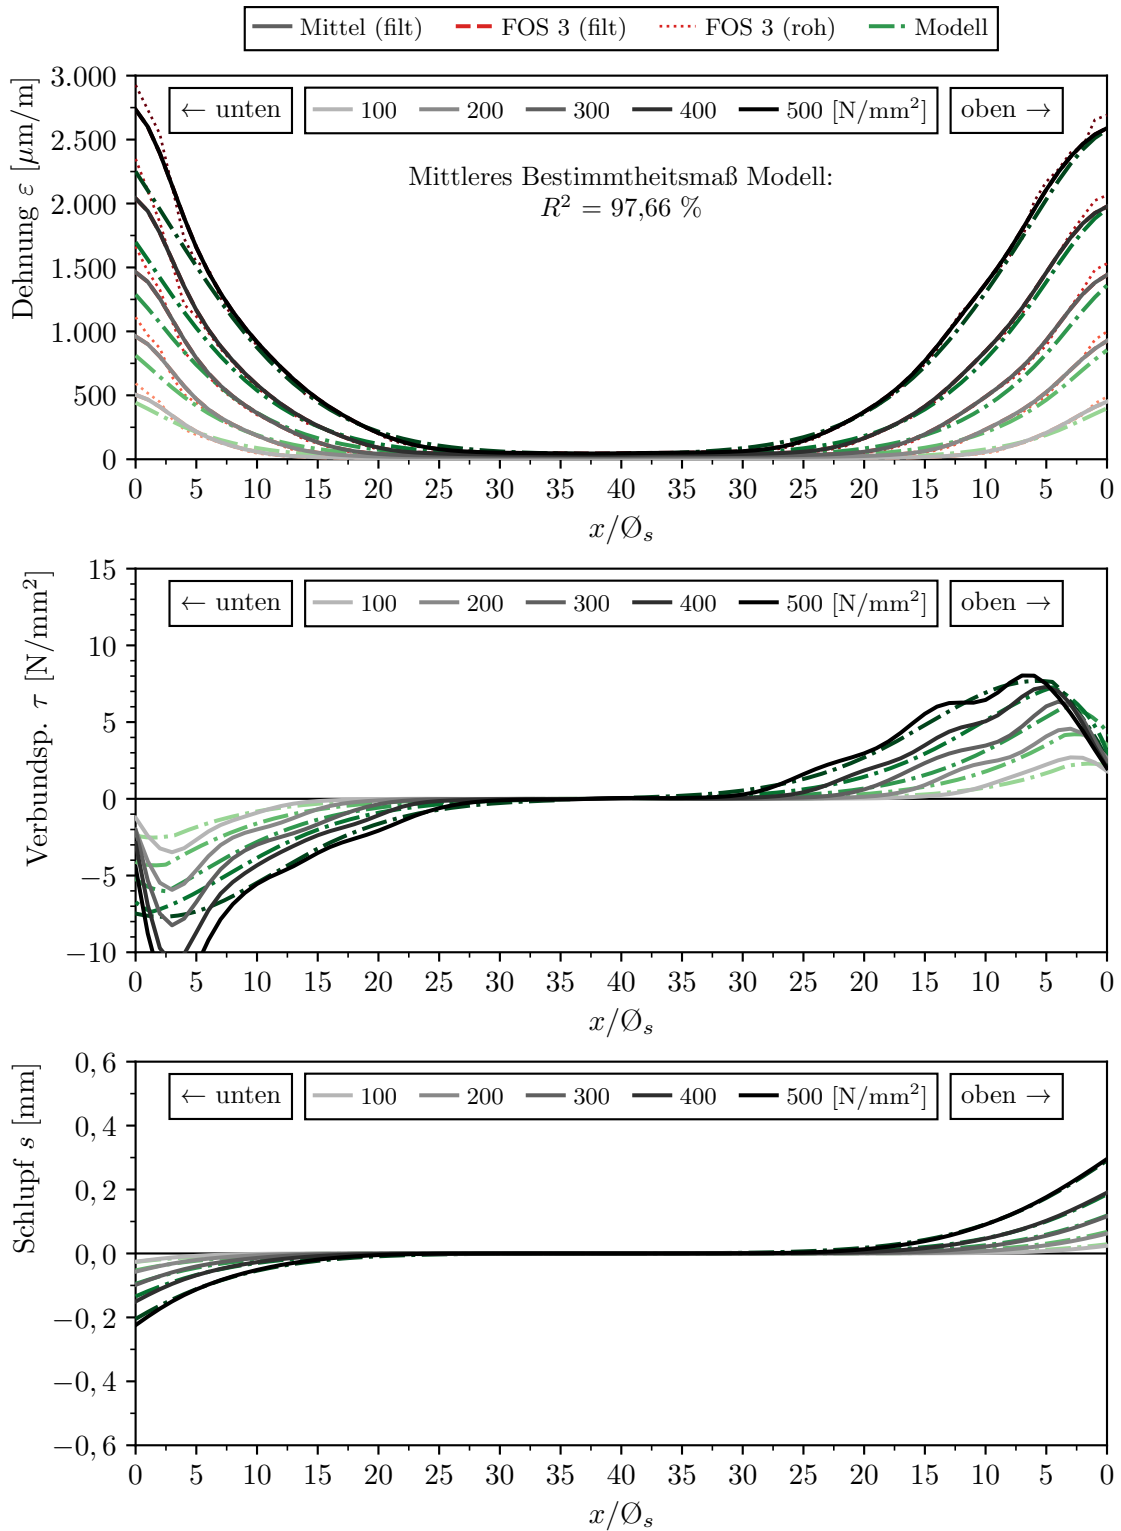 Mittel (filt) FOS 3 (filt) FOS 3 (roh) Modell
Dehnung ε [μm/m]
3.000
2.500
2.000
1.500
1.000
500
0
← unten
100 200 300 400 500 [N/mm²]
oben →
Mittleres Bestimmtheitsmaß Modell:
R² = 97,66 %
0 5 10 15 20 25 30 35 40 35 30 25 20 15 10 5 0
x/Ø_s
Verbundsp. τ [N/mm²]
15
10
5
0
−5
−10
← unten
100 200 300 400 500 [N/mm²]
oben →
0 5 10 15 20 25 30 35 40 35 30 25 20 15 10 5 0
x/Ø_s
Schlupf s [mm]
0,6
0,4
0,2
0,0
−0,2
−0,4
−0,6
← unten
100 200 300 400 500 [N/mm²]
oben →
0 5 10 15 20 25 30 35 40 35 30 25 20 15 10 5 0
x/Ø_s